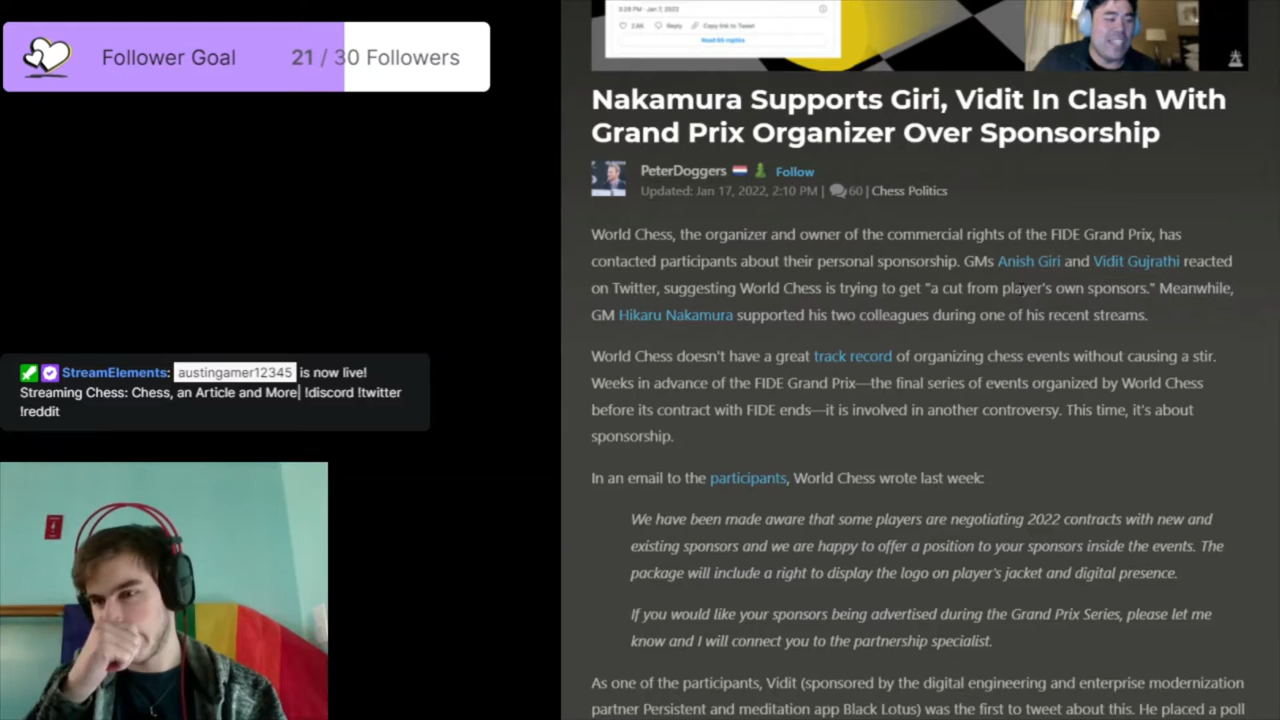 Follower Goal 21 / 30 Followers
StreamElements: austingamer12345 is now live!
Streaming Chess: Chess, an Article and More| !discord !twitter
!reddit
3:28 PM · Jan 7, 2022
2.8K Reply Copy link to Tweet
Nakamura Supports Giri, Vidit In Clash With
Grand Prix Organizer Over Sponsorship
PeterDoggers Follow
Updated: Jan 17, 2022, 2:10 PM | 60 | Chess Politics
World Chess, the organizer and owner of the commercial rights of the FIDE Grand Prix, has
contacted participants about their personal sponsorship. GMs Anish Giri and Vidit Gujrathi reacted
on Twitter, suggesting World Chess is trying to get "a cut from player's own sponsors." Meanwhile,
GM Hikaru Nakamura supported his two colleagues during one of his recent streams.
World Chess doesn't have a great track record of organizing chess events without causing a stir.
Weeks in advance of the FIDE Grand Prix—the final series of events organized by World Chess
before its contract with FIDE ends—it is involved in another controversy. This time, it's about
sponsorship.
In an email to the participants, World Chess wrote last week:
We have been made aware that some players are negotiating 2022 contracts with new and
existing sponsors and we are happy to offer a position to your sponsors inside the events. The
package will include a right to display the logo on player's jacket and digital presence.
If you would like your sponsors being advertised during the Grand Prix Series, please let me
know and I will connect you to the partnership specialist.
As one of the participants, Vidit (sponsored by the digital engineering and enterprise modernization
partner Persistent and meditation app Black Lotus) was the first to tweet about this. He placed a poll